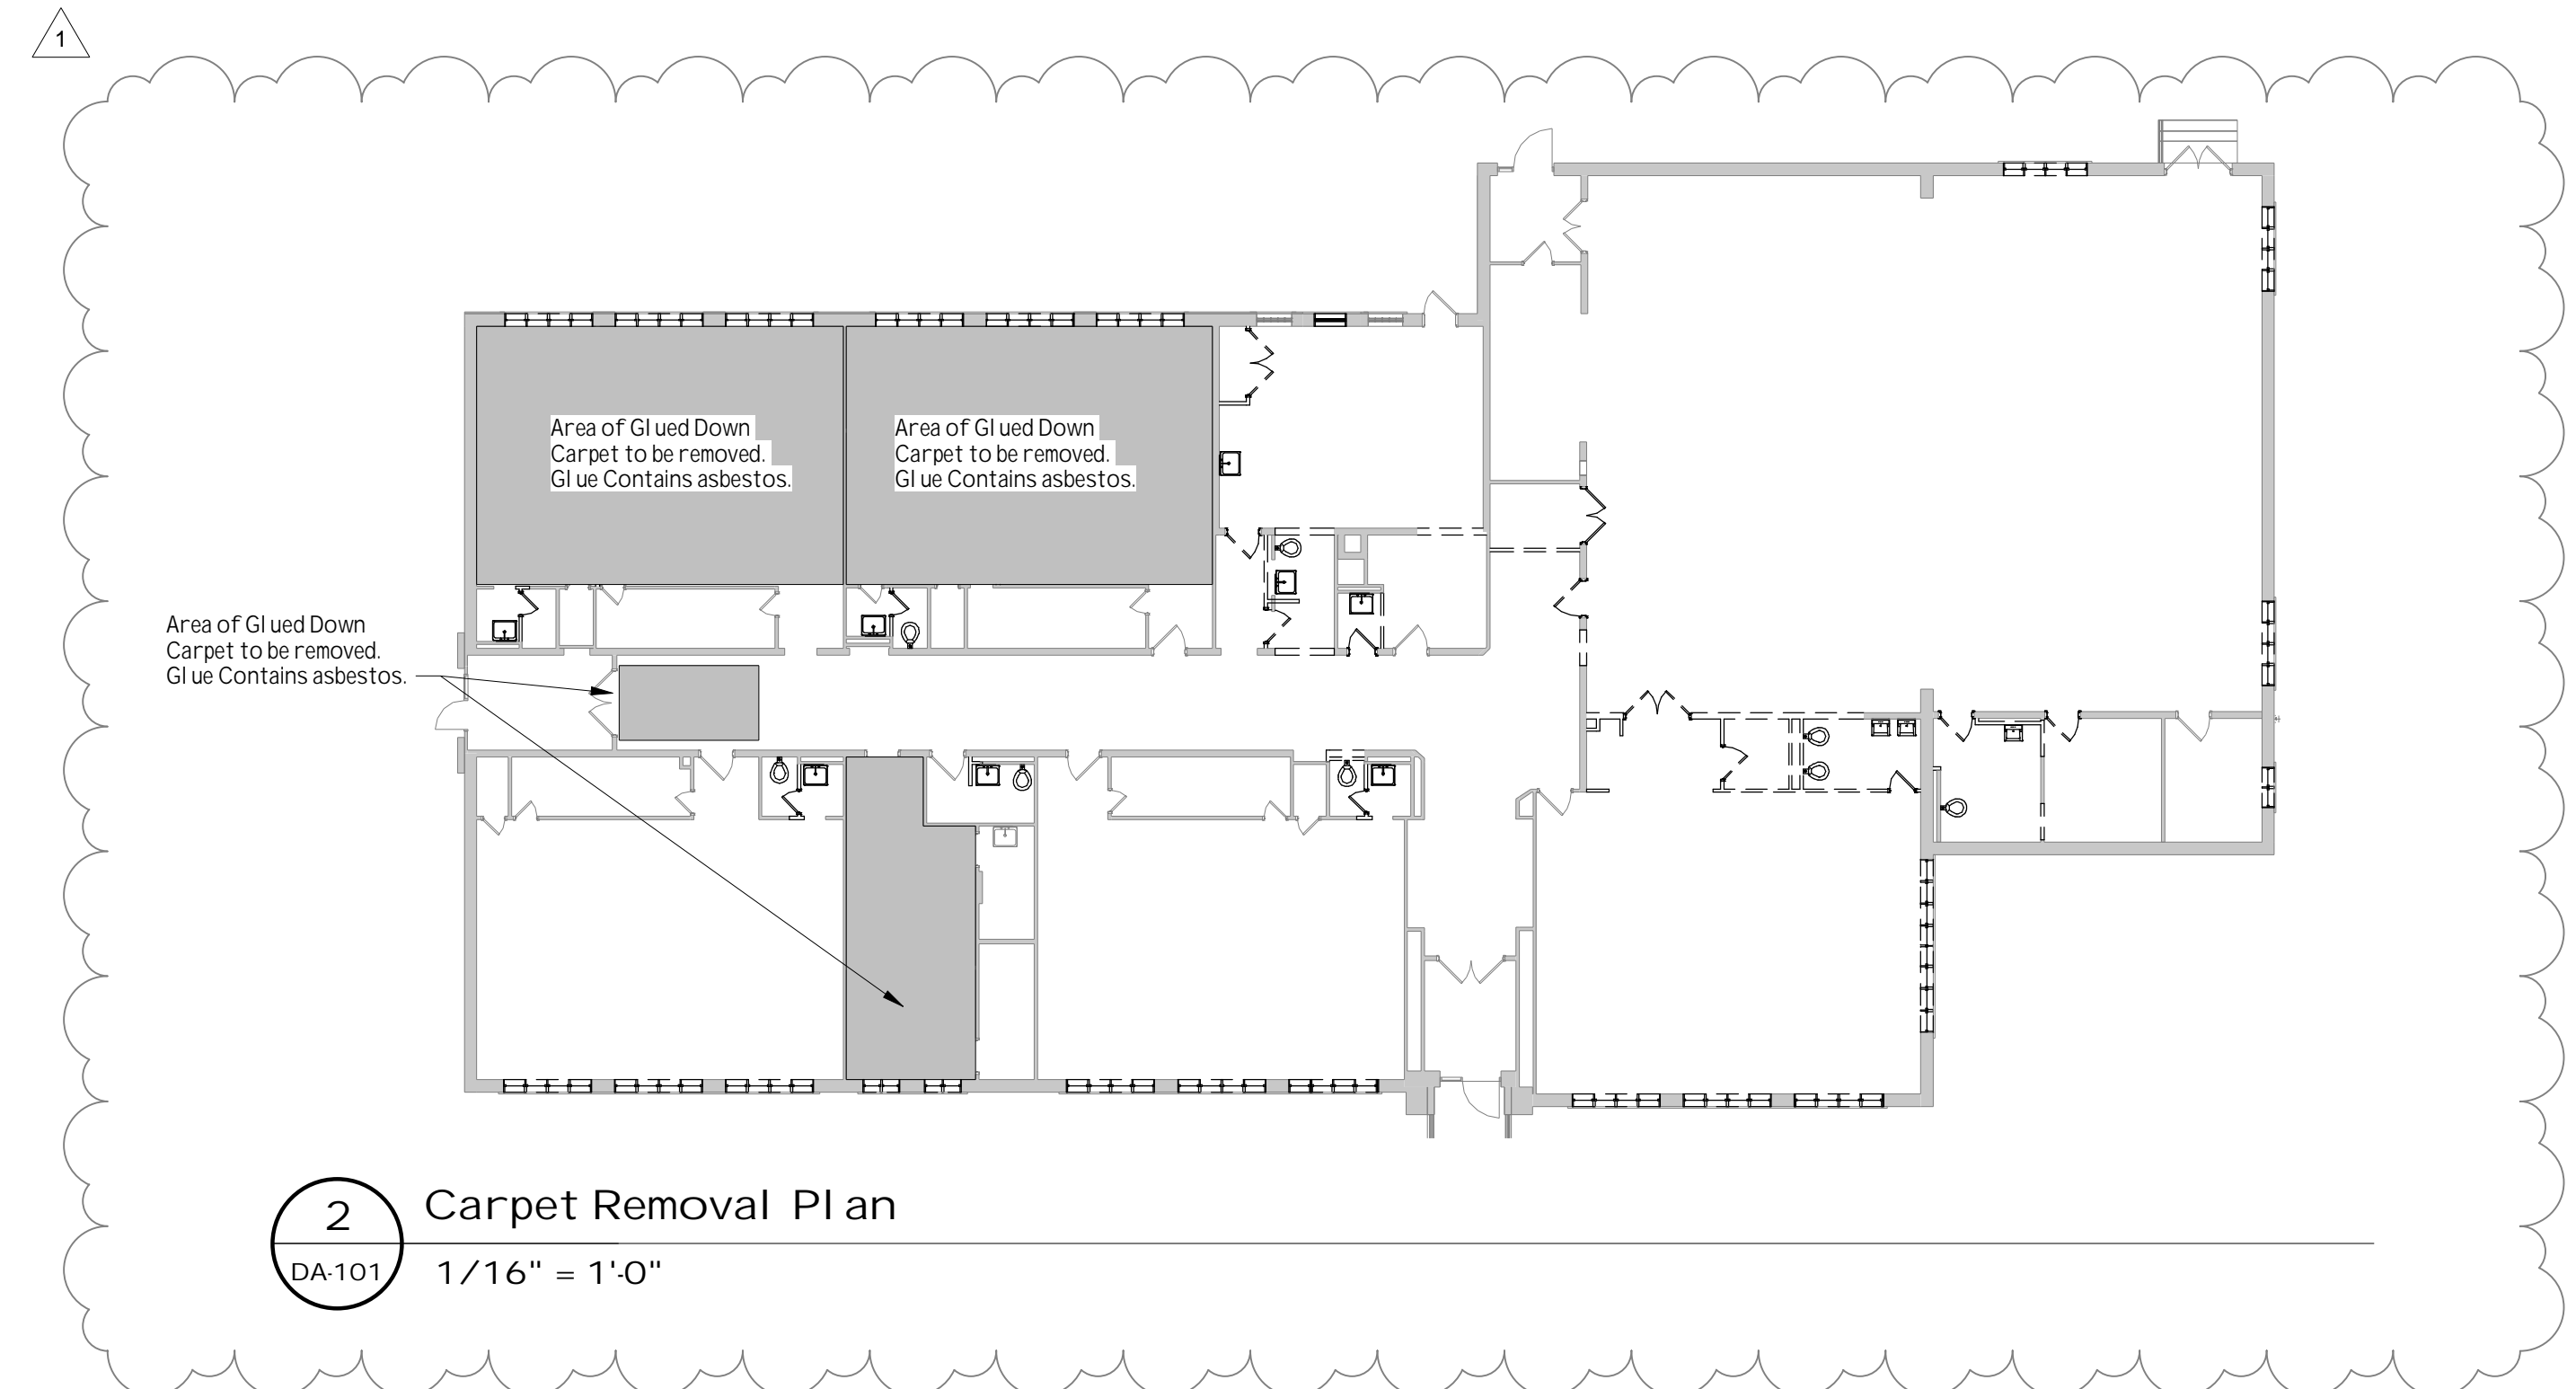 1
Area of Glued Down
Carpet to be removed.
Glue Contains asbestos.
Area of Glued Down
Carpet to be removed.
Glue Contains asbestos.
Area of Glued Down
Carpet to be removed.
Glue Contains asbestos.
2
Carpet Removal Plan
DA-101
1/16" = 1'-0"